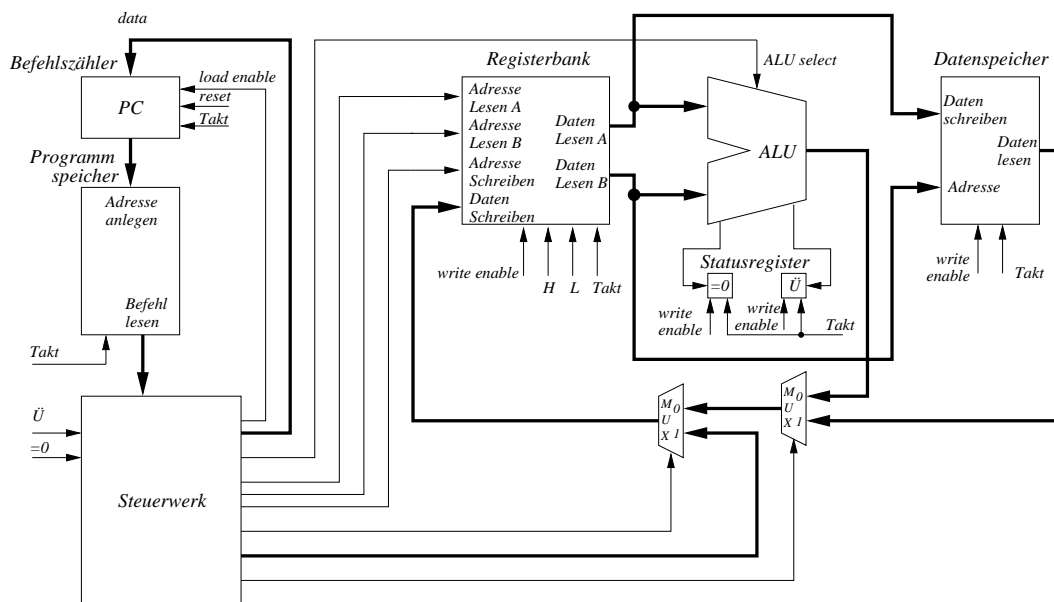 data
Befehlszähler
load enable
PC
reset
Takt
Programm
speicher
Adresse
anlegen
Befehl
lesen
Takt
Ü
=0
Steuerwerk
Registerbank
Adresse
Lesen A
Adresse
Lesen B
Adresse
Schreiben
Daten
Schreiben
Daten
Lesen A
Daten
Lesen B
write enable
H
L
Takt
ALU select
ALU
Statusregister
=0
Ü
write
enable
write
enable
Takt
Datenspeicher
Daten
schreiben
Daten
lesen
Adresse
write
enable
Takt
M 0
U
X 1
M 0
U
X 1